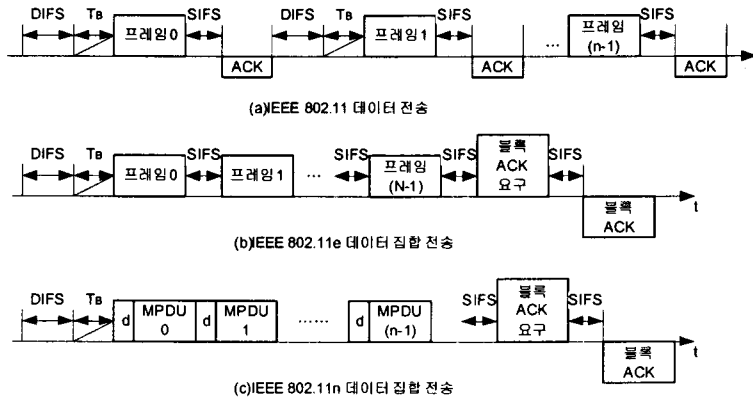 DIFS TB SIFS DIFS TB SIFS SIFS
프레임0 프레임1 ... 프레임
(n-1)
ACK ACK ACK
(a)IEEE 802.11 데이터 전송
DIFS TB SIFS SIFS SIFS SIFS
프레임0 프레임1 ... 프레임
(N-1)
블록
ACK
요구
t
블록
ACK
(b)IEEE 802.11e 데이터 집합 전송
DIFS TB SIFS SIFS
d MPDU
0
d MPDU
1
......
d MPDU
(n-1)
블록
ACK
요구
t
블록
ACK
(c)IEEE 802.11n 데이터 집합 전송